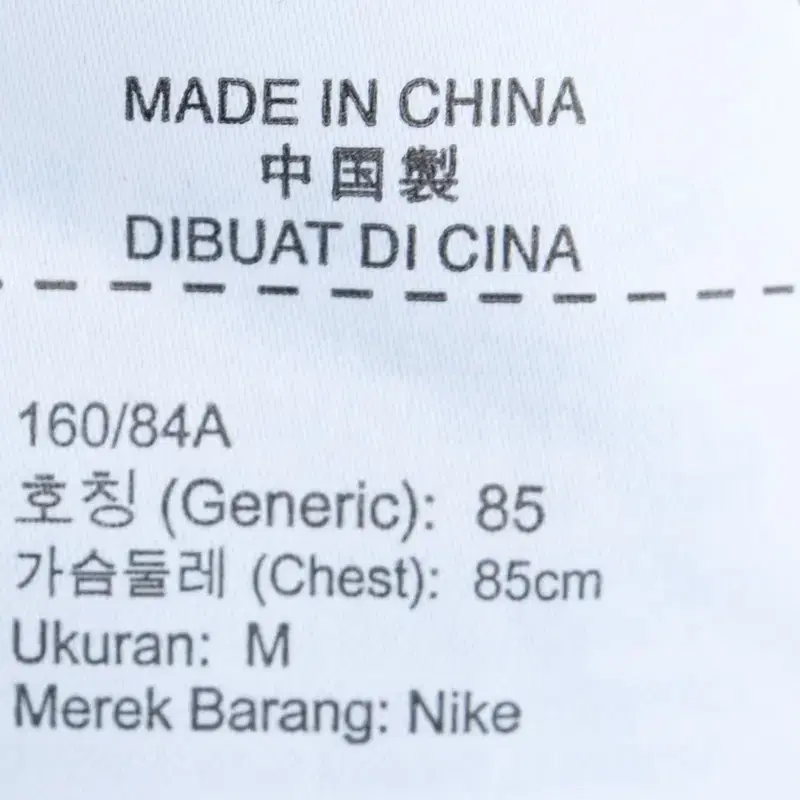 MADE IN CHINA
中国製
DIBUAT DI CINA
160/84A
호칭 (Generic): 85
가슴둘레 (Chest): 85cm
Ukuran: M
Merek Barang: Nike